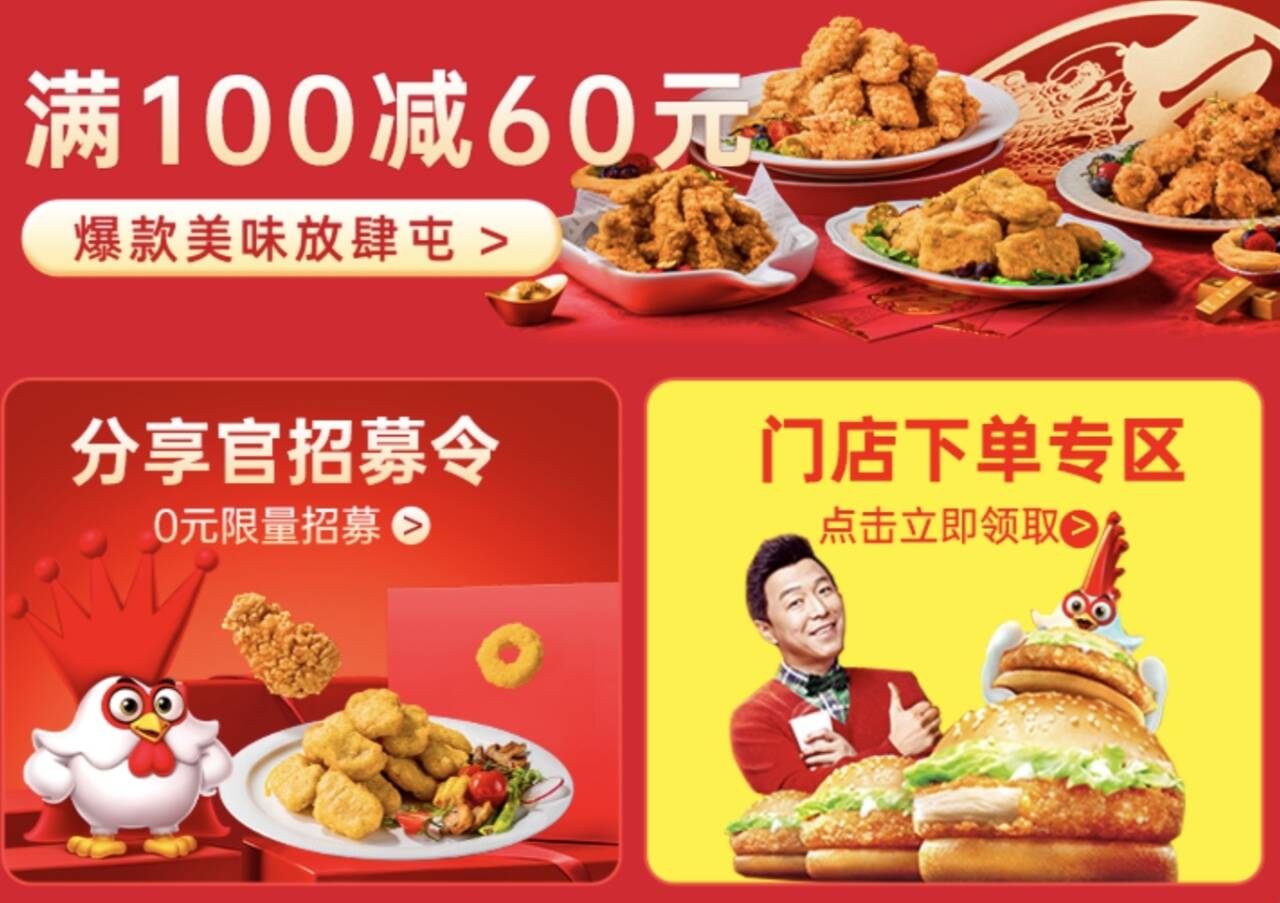 满100减60元
爆款美味放肆屯 >
分享官招募令
0元限量招募 >
门店下单专区
点击立即领取 >